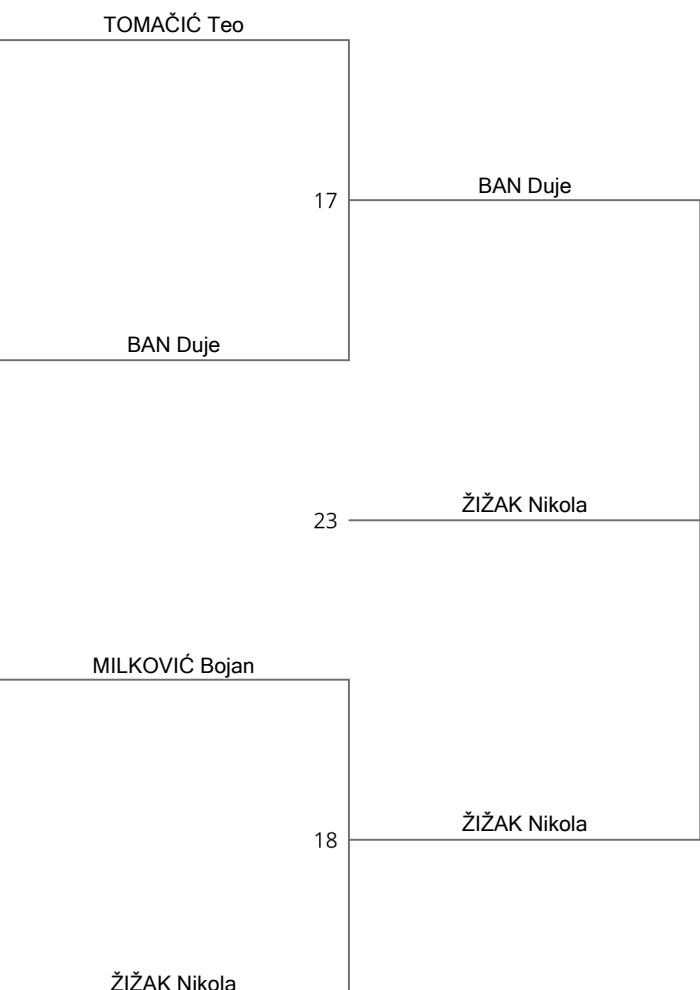 TOMAČIĆ Teo
17
BAN Duje
BAN Duje
23
ŽIŽAK Nikola
MILKOVIĆ Bojan
18
ŽIŽAK Nikola
ŽIŽAK Nikola